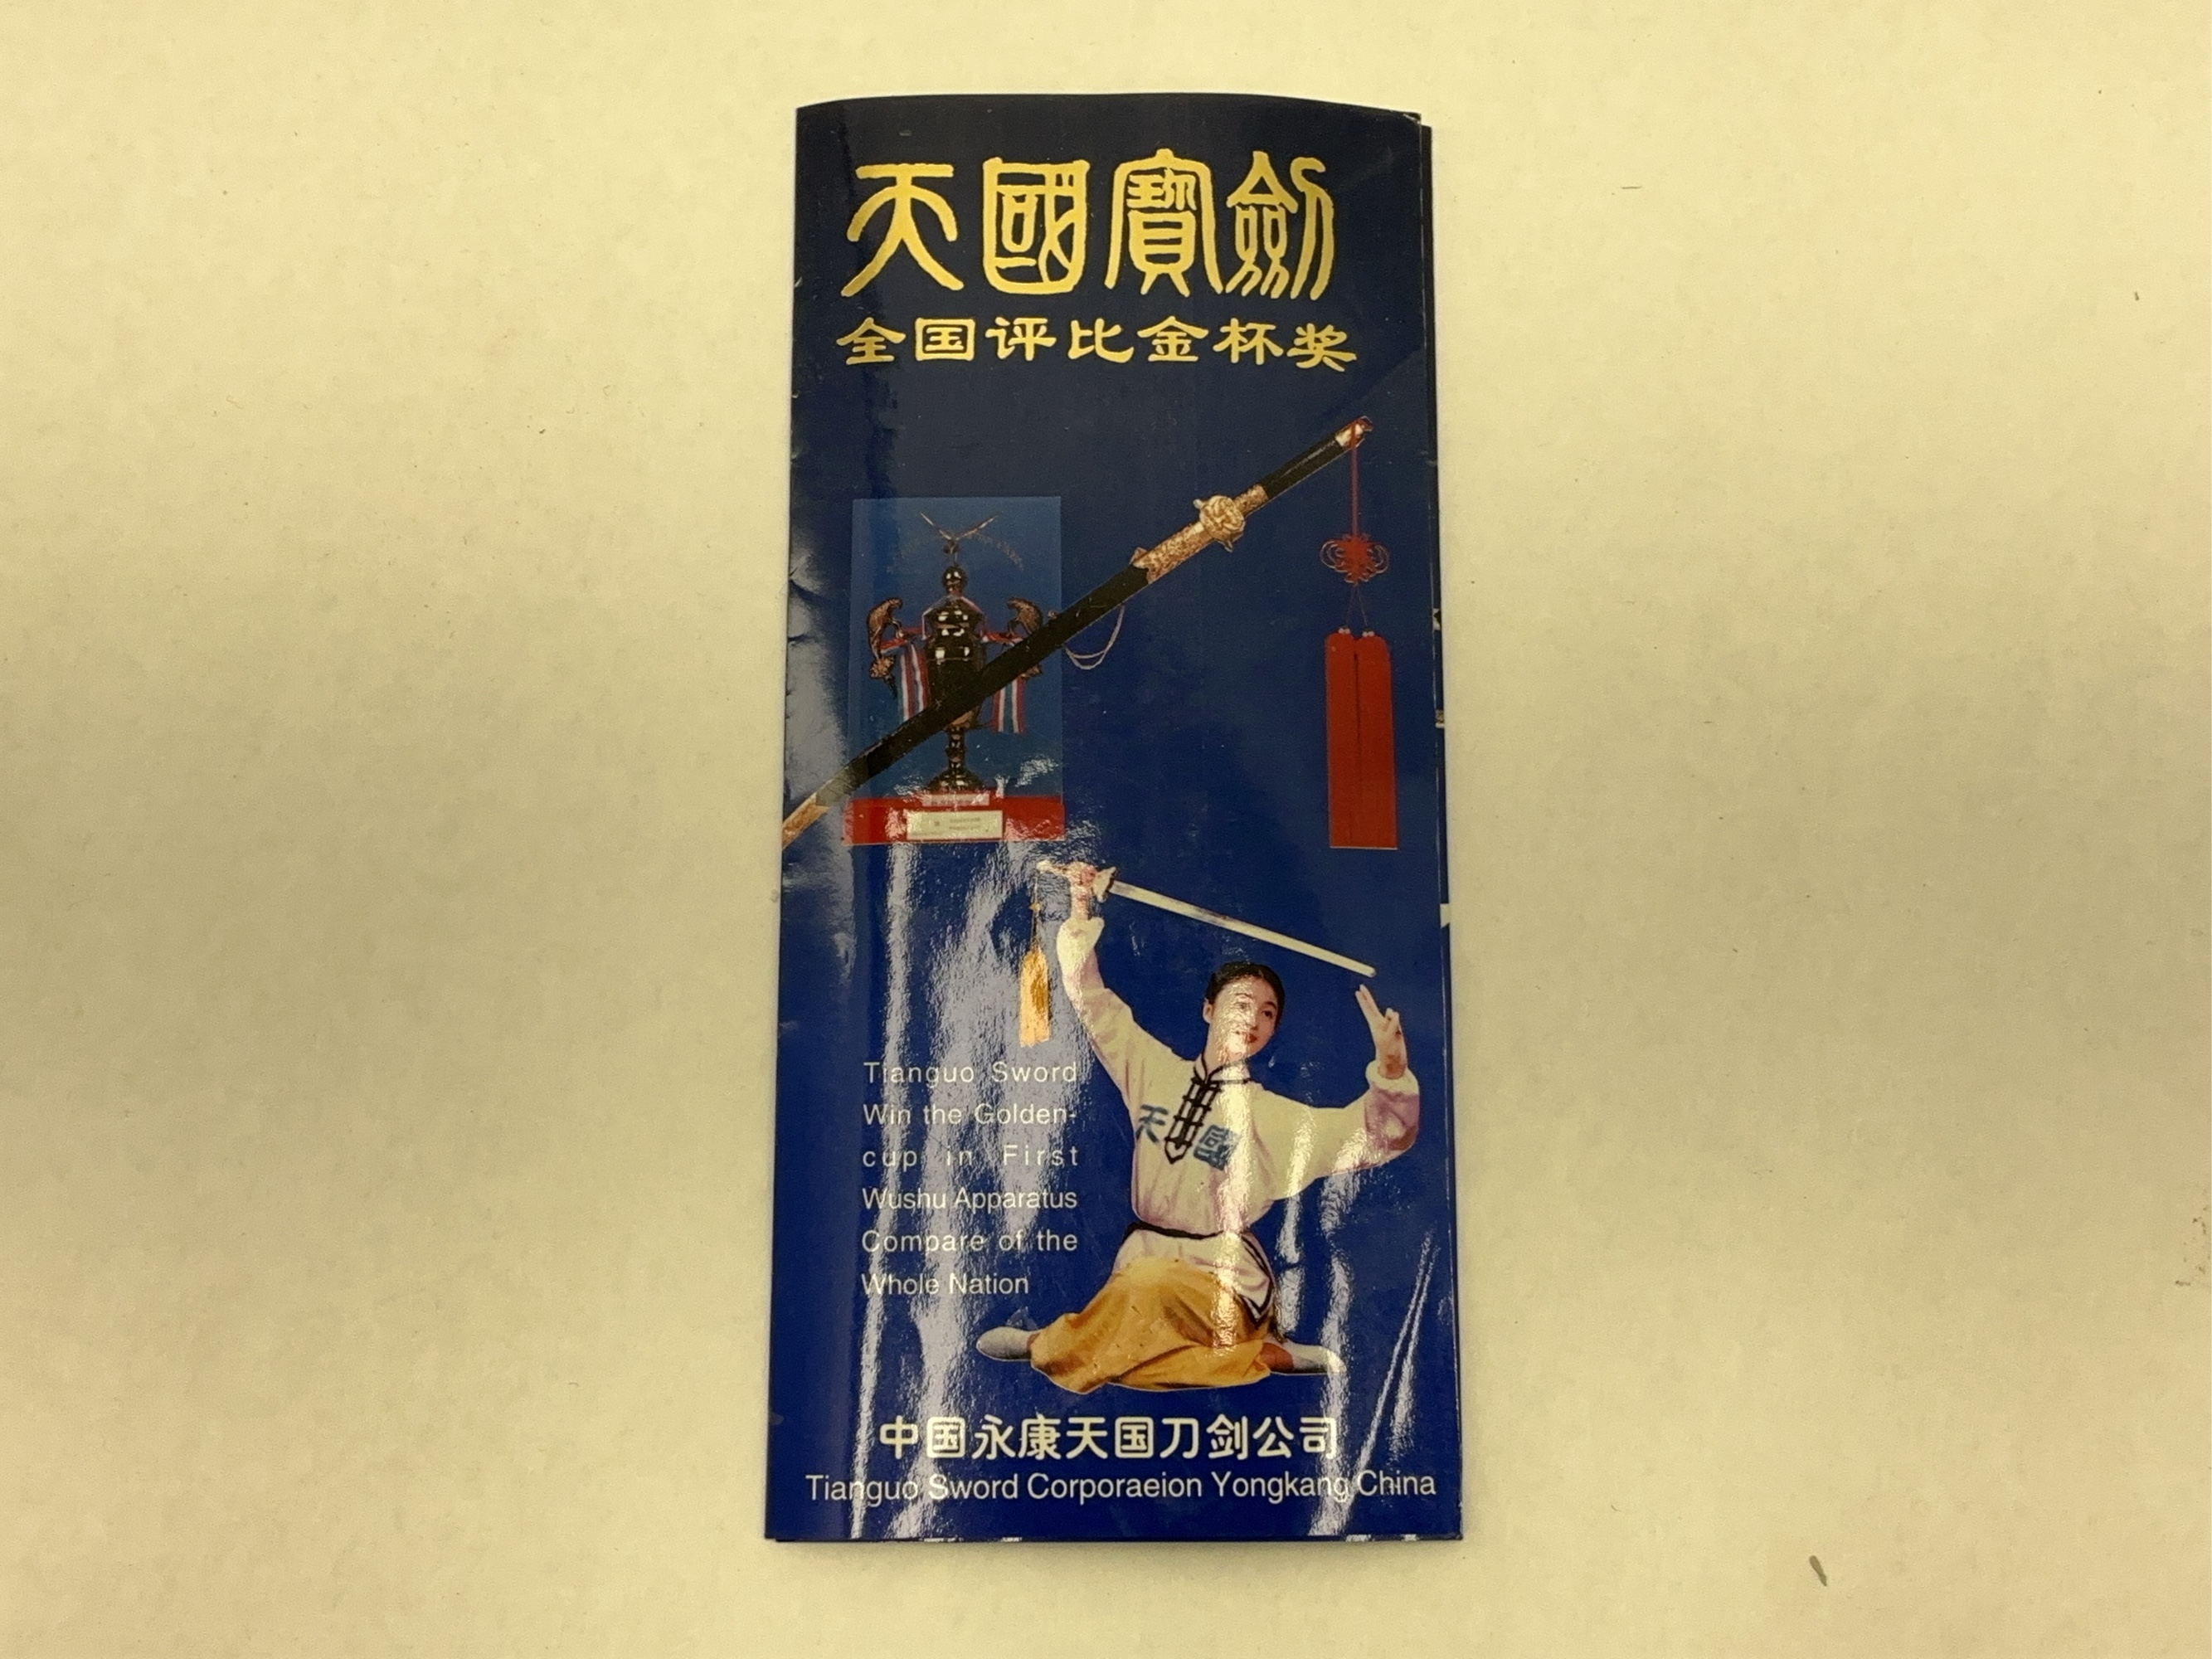 天國寶劍
全国评比金杯奖
Tianguo Sword
Win the Golden-
cup in First
Wushu Apparatus
Compare of the
Whole Nation
天國
中国永康天国刀剑公司
Tianguo Sword Corporaeion Yongkang China